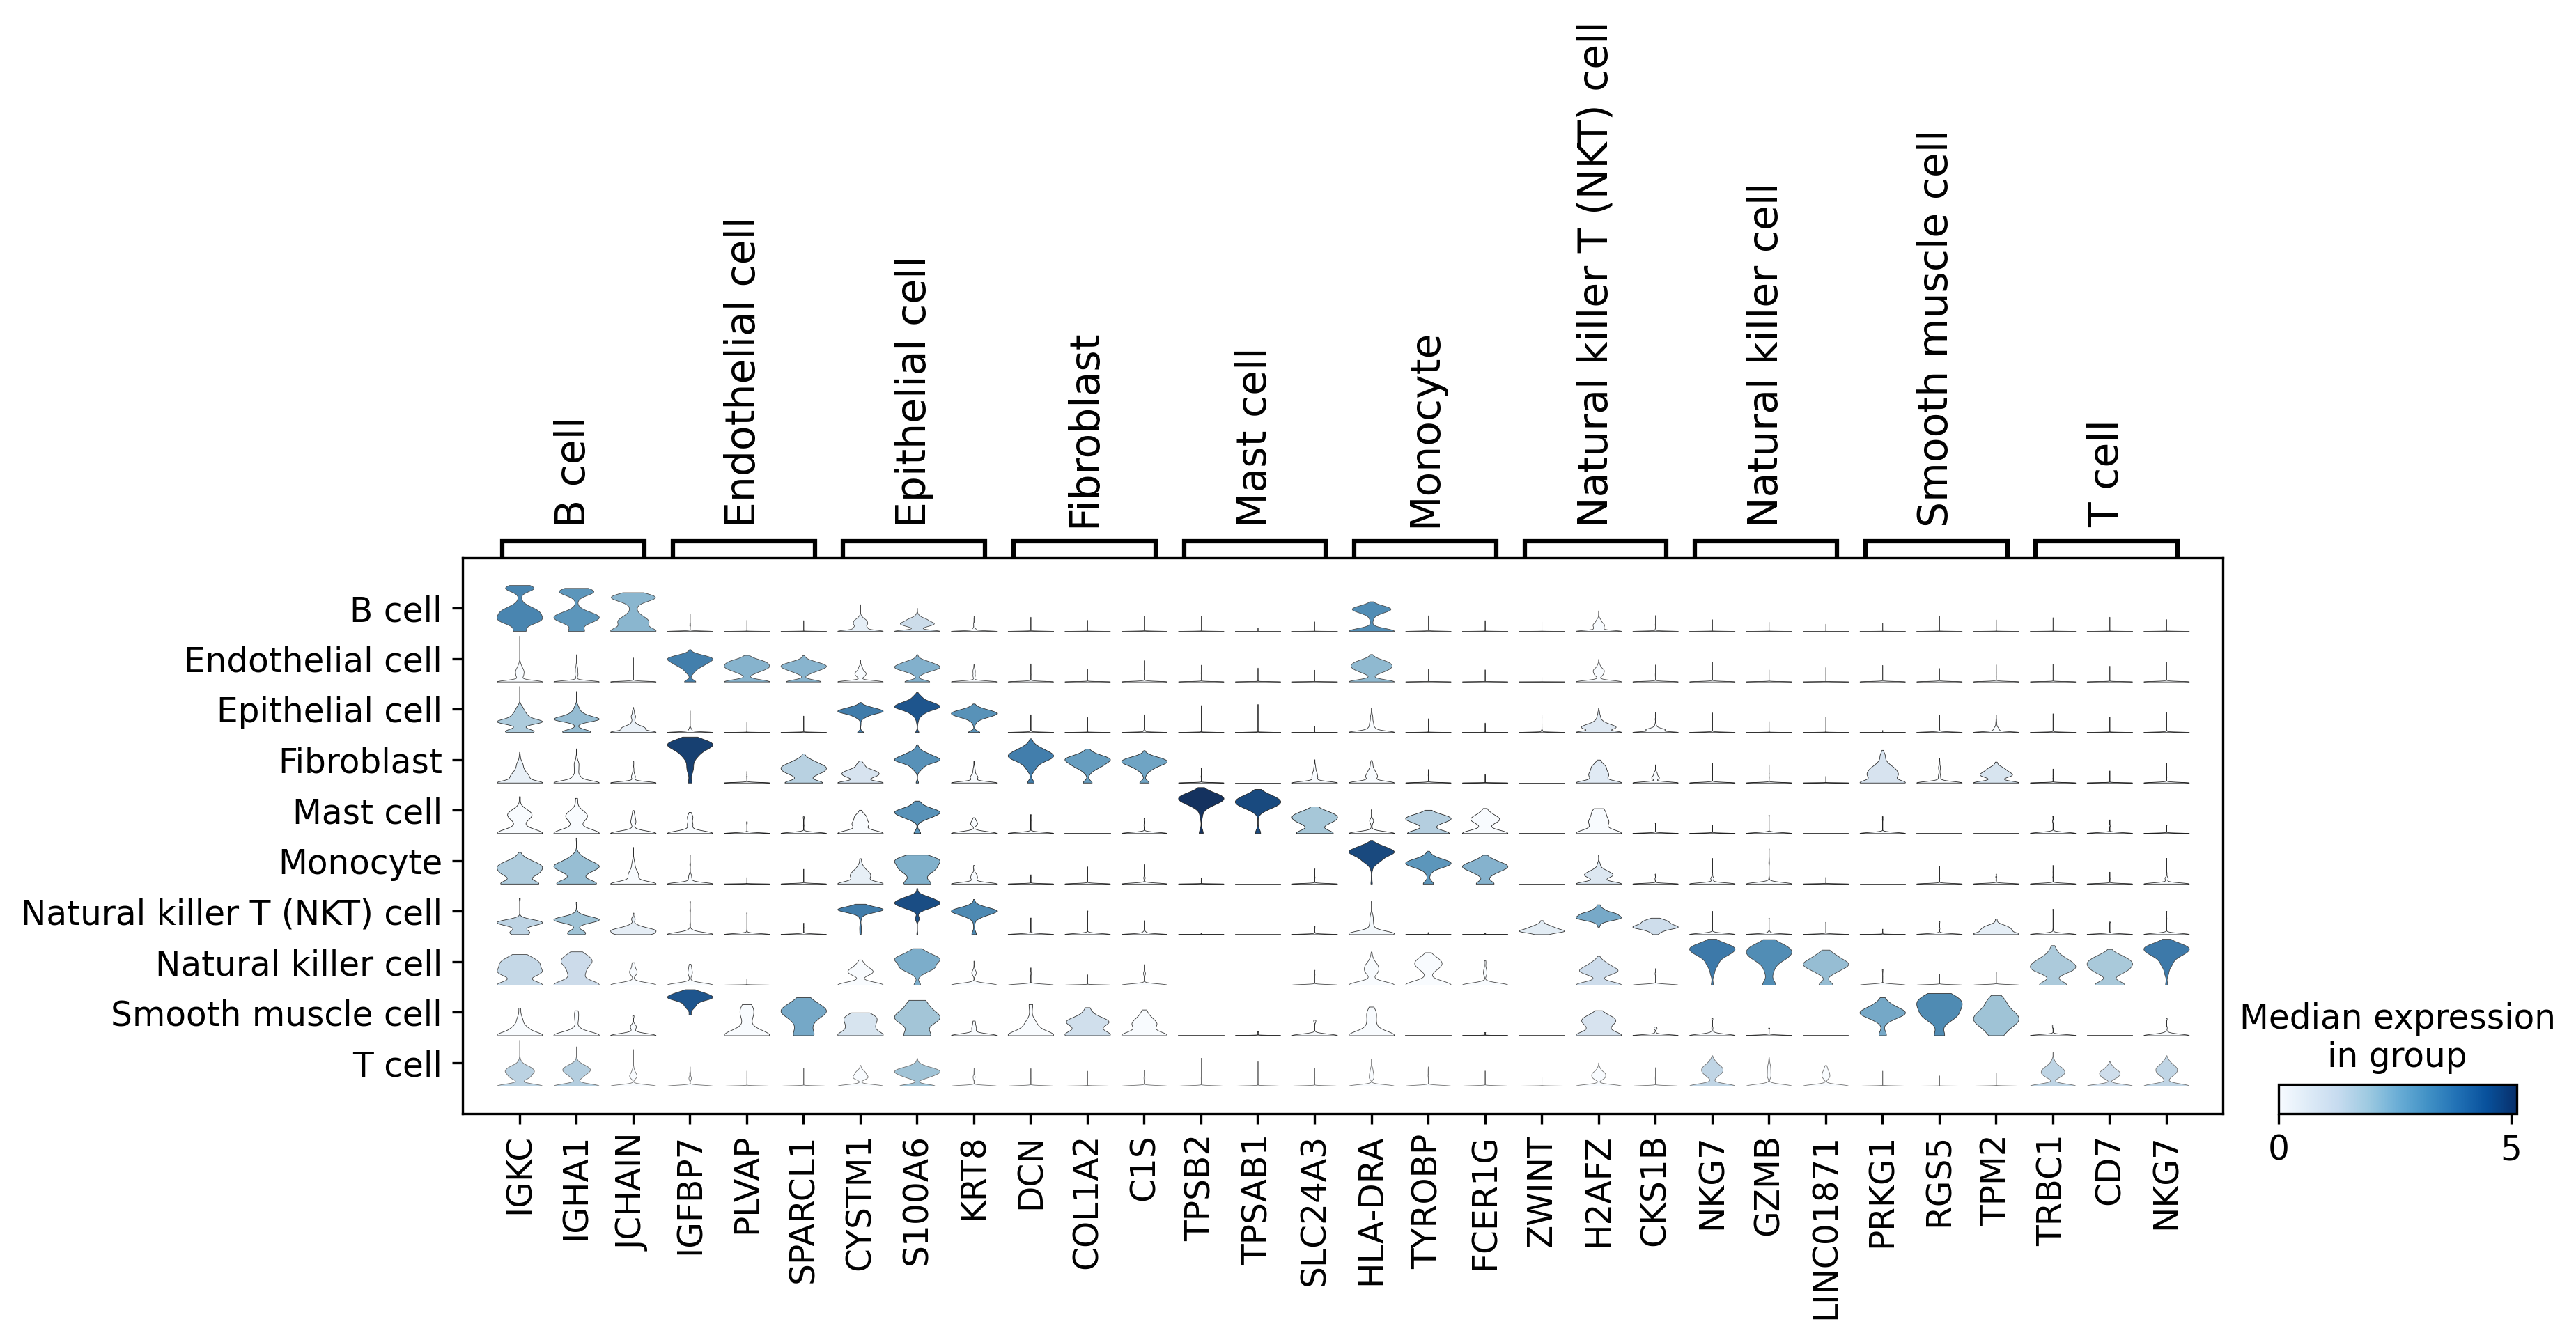 B cell
Endothelial cell
Epithelial cell
Fibroblast
Mast cell
Monocyte
Natural killer T (NKT) cell
Natural killer cell
Smooth muscle cell
T cell
B cell
Endothelial cell
Epithelial cell
Fibroblast
Mast cell
Monocyte
Natural killer T (NKT) cell
Natural killer cell
Smooth muscle cell
T cell
Median expression
in group
0
5
IGKC
IGHA1
JCHAIN
IGFBP7
PLVAP
SPARCL1
CYSTM1
S100A6
KRT8
DCN
COL1A2
C1S
TPSB2
TPSAB1
SLC24A3
HLA-DRA
TYROBP
FCER1G
ZWINT
H2AFZ
CKS1B
NKG7
GZMB
LINC01871
PRKG1
RGS5
TPM2
TRBC1
CD7
NKG7